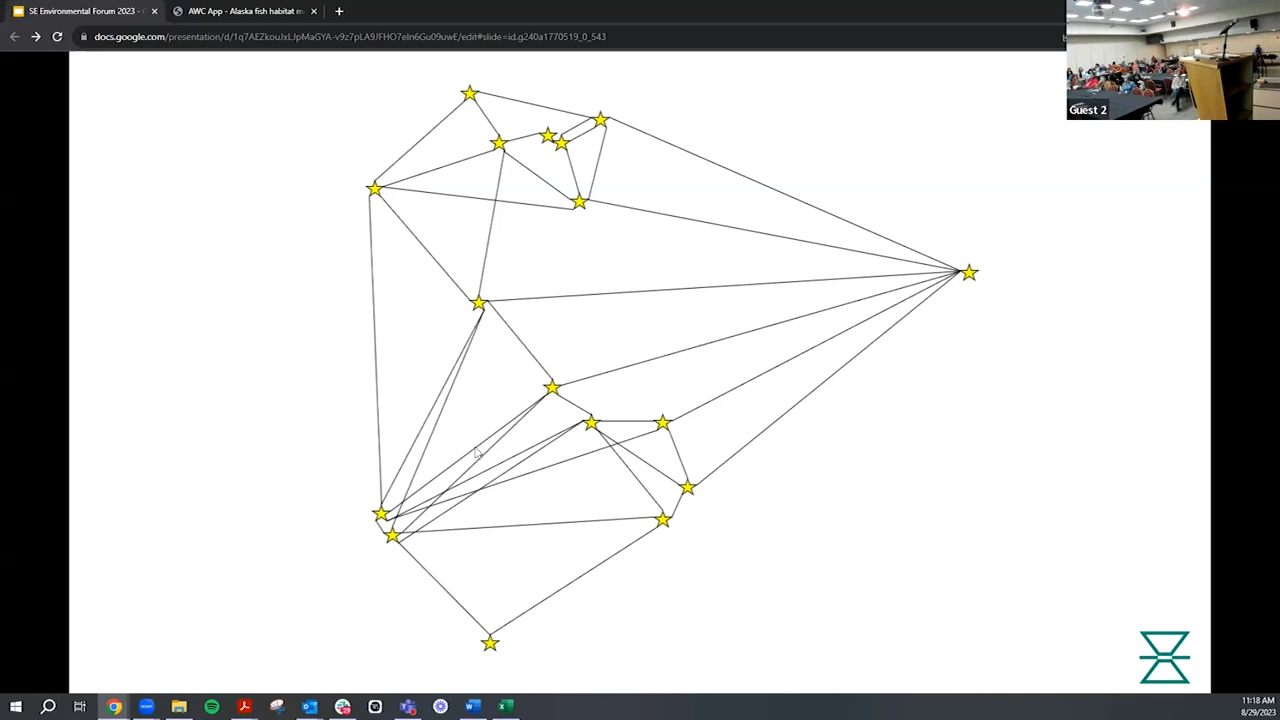 SE Environmental Forum 2023 -
AWC App - Alaska fish habitat m
docs.google.com/presentation/d/1q7AEZkouJxLJpMaGYA-v9z7pLA9JFHO7eIn6Gu09uwE/edit#slide=id.g240a1770519_0_543
Guest 2
11:18 AM
8/29/2023